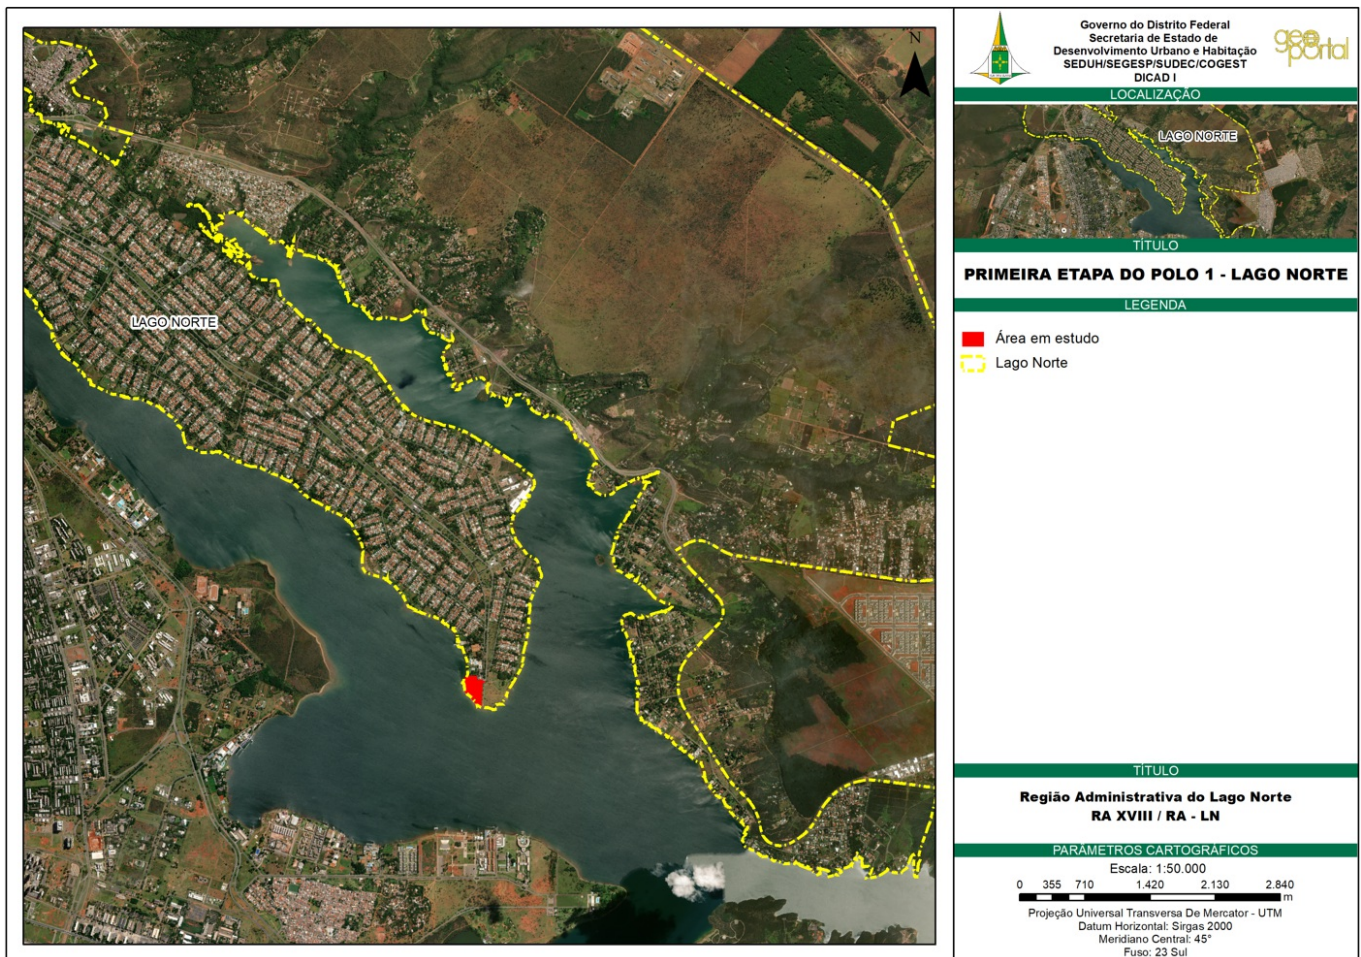 N
LAGO NORTE
Governo do Distrito Federal
Secretaria de Estado de
Desenvolvimento Urbano e Habitação
SEDUH/SEGESP/SUDEC/COGEST
DICAD I
geoportal
LOCALIZAÇÃO
LAGO NORTE
TÍTULO
PRIMEIRA ETAPA DO POLO 1 - LAGO NORTE
LEGENDA
Área em estudo
Lago Norte
TÍTULO
Região Administrativa do Lago Norte
RA XVIII / RA - LN
PARÂMETROS CARTOGRÁFICOS
Escala: 1:50.000
0 355 710 1.420 2.130 2.840
m
Projeção Universal Transversa De Mercator - UTM
Datum Horizontal: Sirgas 2000
Meridiano Central: 45°
Fuso: 23 Sul